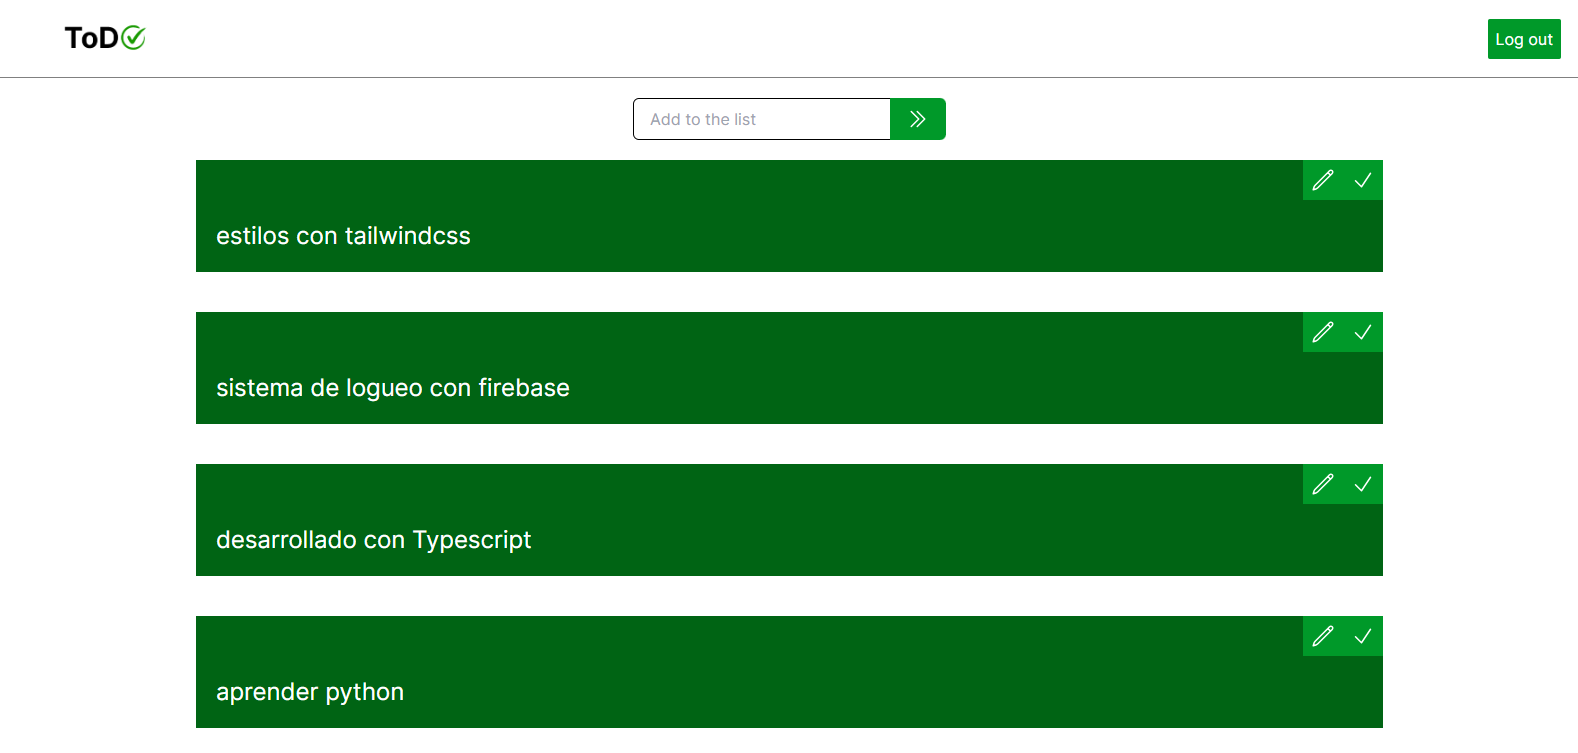 ToD
Log out
Add to the list
estilos con tailwindcss
sistema de logueo con firebase
desarrollado con Typescript
aprender python